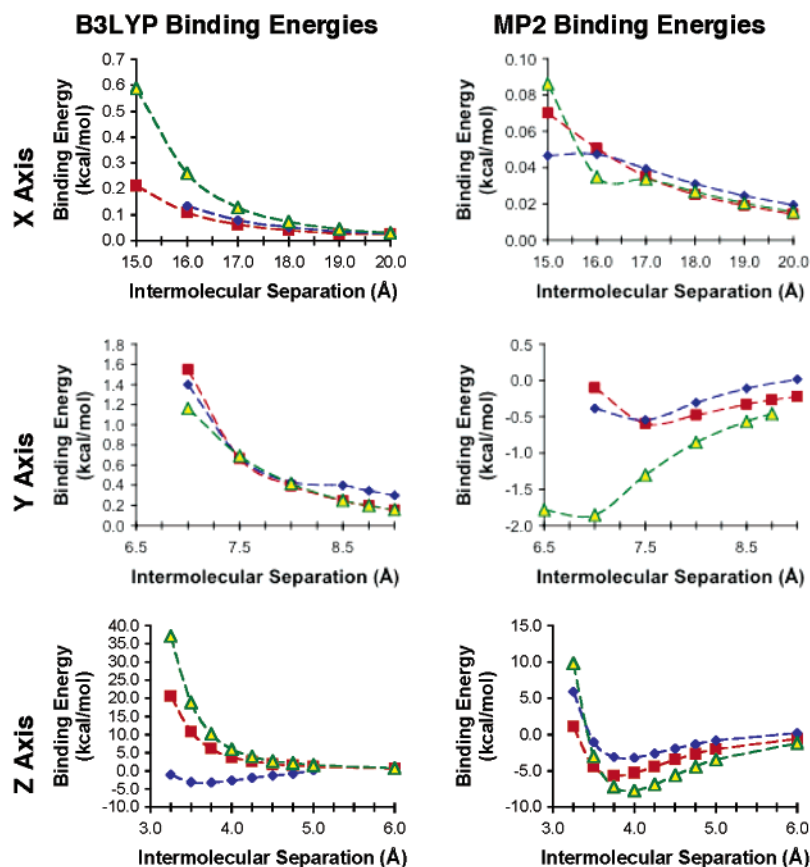 B3LYP Binding Energies
MP2 Binding Energies
X Axis
Binding Energy
(kcal/mol)
0.7
0.6
0.5
0.4
0.3
0.2
0.1
0.0
15.0 16.0 17.0 18.0 19.0 20.0
Intermolecular Separation (Å)
Binding Energy
(kcal/mol)
0.10
0.08
0.06
0.04
0.02
0.00
15.0 16.0 17.0 18.0 19.0 20.0
Intermolecular Separation (Å)
Y Axis
Binding Energy
(kcal/mol)
1.8
1.6
1.4
1.2
1.0
0.8
0.6
0.4
0.2
0.0
6.5 7.5 8.5
Intermolecular Separation (Å)
Binding Energy
(kcal/mol)
0.0
-0.5
-1.0
-1.5
-2.0
6.5 7.5 8.5
Intermolecular Separation (Å)
Z Axis
Binding Energy
(kcal/mol)
40.0
35.0
30.0
25.0
20.0
15.0
10.0
5.0
0.0
-5.0
-10.0
3.0 4.0 5.0 6.0
Intermolecular Separation (Å)
Binding Energy
(kcal/mol)
15.0
10.0
5.0
0.0
-5.0
-10.0
3.0 4.0 5.0 6.0
Intermolecular Separation (Å)